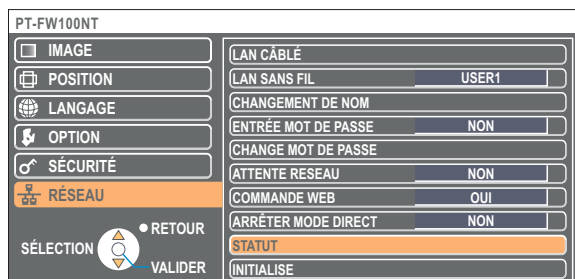 PT-FW100NT
IMAGE
POSITION
LANGAGE
OPTION
SÉCURITÉ
RÉSEAU
RETOUR
SÉLECTION
VALIDER
LAN CÂBLÉ
LAN SANS FIL USER1
CHANGEMENT DE NOM
ENTRÉE MOT DE PASSE NON
CHANGE MOT DE PASSE
ATTENTE RESEAU NON
COMMANDE WEB OUI
ARRÊTER MODE DIRECT NON
STATUT
INITIALISE